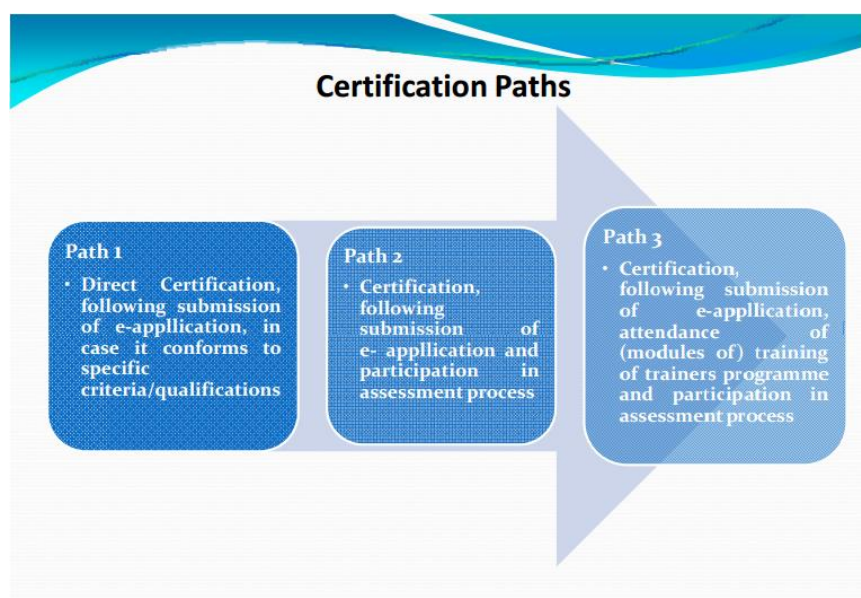 Certification Paths
Path 1
• Direct Certification,
following submission
of e-appllication, in
case it conforms to
specific
criteria/qualifications
Path 2
• Certification,
following
submission of
e- appllication and
participation in
assessment process
Path 3
• Certification,
following submission
of e-appllication,
attendance of
(modules of) training
of trainers programme
and participation in
assessment process